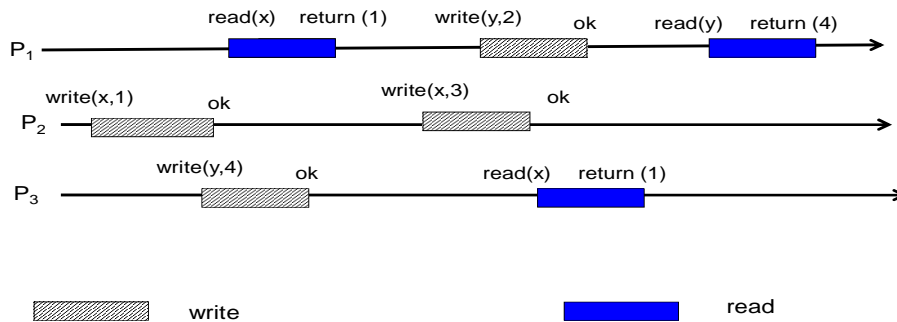 read(x) return (1) write(y,2) ok read(y) return (4)
P1
write(x,1) ok write(x,3) ok
P2
write(y,4) ok read(x) return (1)
P3
write read